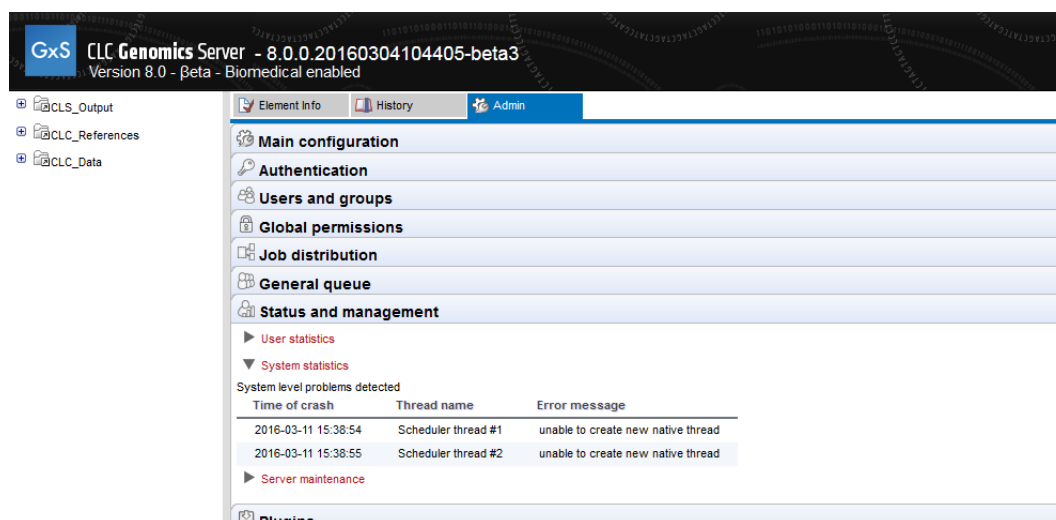 GxS CLC Genomics Server - 8.0.0.20160304104405-beta3
Version 8.0 - βeta - Biomedical enabled
CLS_Output
CLC_References
CLC_Data
Element Info History Admin
Main configuration
Authentication
Users and groups
Global permissions
Job distribution
General queue
Status and management
User statistics
System statistics
System level problems detected
Time of crash Thread name Error message
2016-03-11 15:38:54 Scheduler thread #1 unable to create new native thread
2016-03-11 15:38:55 Scheduler thread #2 unable to create new native thread
Server maintenance
Plugins